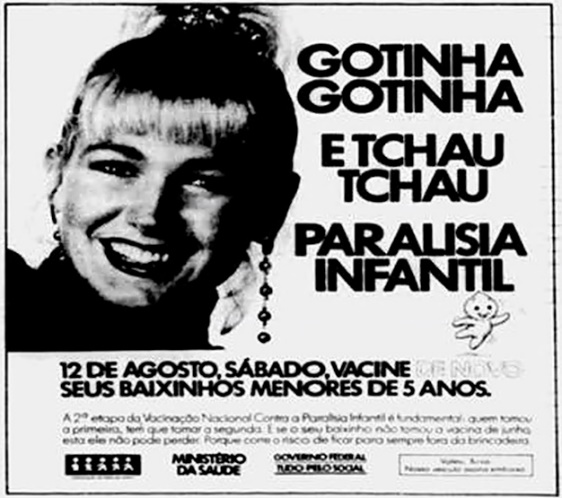 GOTINHA
GOTINHA
E TCHAU
TCHAU
PARALISIA
INFANTIL
12 DE AGOSTO, SÁBADO, VACINE DE NOVO
SEUS BAIXINHOS MENORES DE 5 ANOS.
A 2ª etapa da Vacinação Nacional Contra a Paralisia Infantil é fundamental: quem tomou
a primeira, tem que tomar a segunda. E se o seu baixinho não tomou a vacina de junho,
esta ele não pode perder. Porque corre o risco de ficar para sempre fora da brincadeira.
MINISTÉRIO
DA SAÚDE
GOVERNO FEDERAL
TUDO PELO SOCIAL
Valeu, Xuxa.